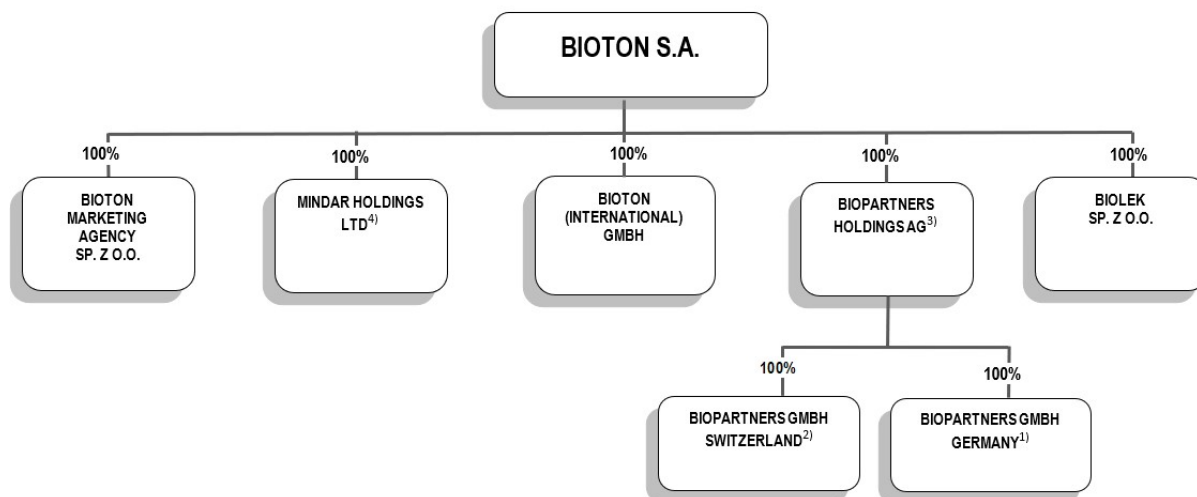 BIOTON S.A.
100%
100%
100%
100%
100%
BIOTON
MARKETING
AGENCY
SP. Z O.O.
MINDAR HOLDINGS
LTD4)
BIOTON
(INTERNATIONAL)
GMBH
BIOPARTNERS
HOLDINGS AG3)
BIOLEK
SP. Z O.O.
100%
100%
BIOPARTNERS GMBH
SWITZERLAND2)
BIOPARTNERS GMBH
GERMANY1)